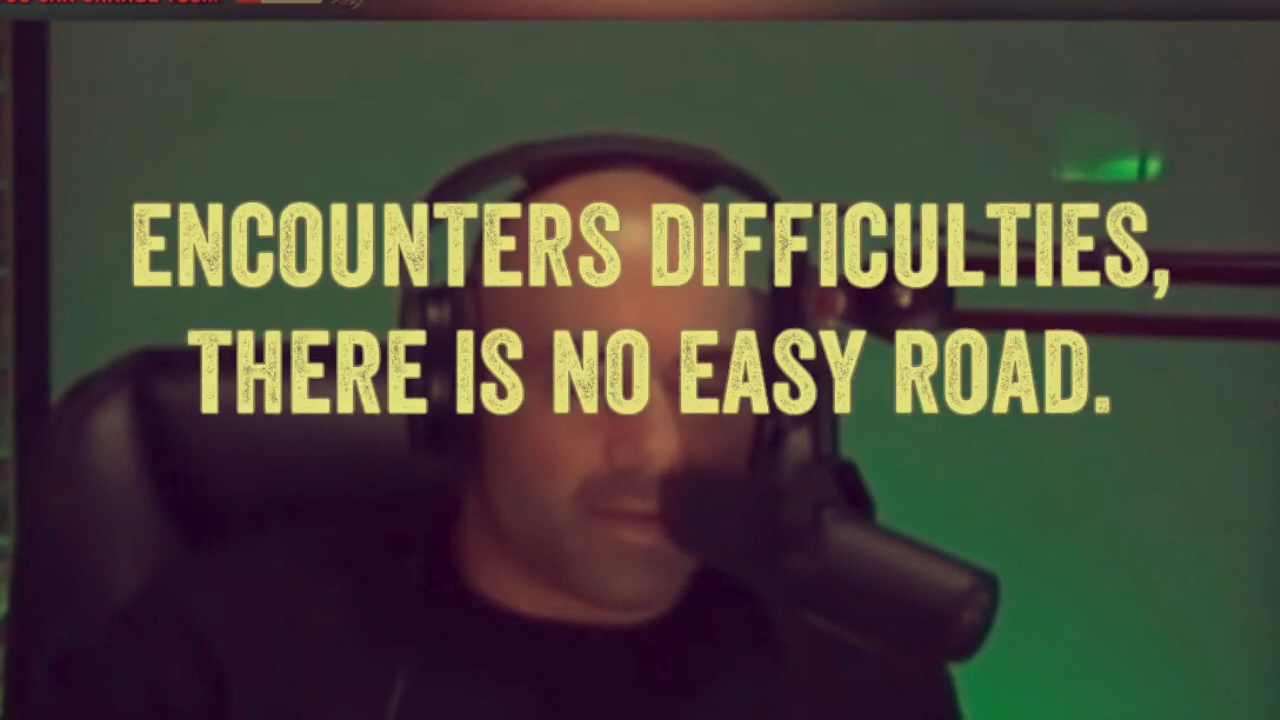 ENCOUNTERS DIFFICULTIES,
THERE IS NO EASY ROAD.